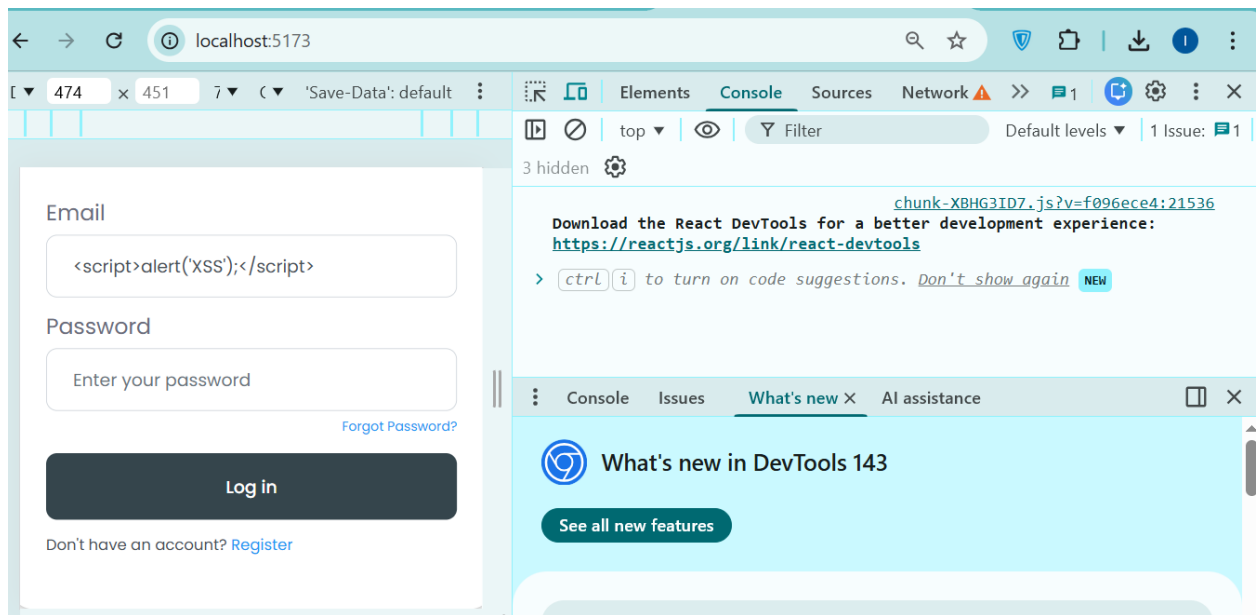 localhost:5173
474 × 451 'Save-Data': default
Elements Console Sources Network 1
top Filter Default levels 1 Issue: 1
3 hidden
Email
<script>alert('XSS');</script>
Password
Enter your password
Forgot Password?
Log in
Don't have an account? Register
chunk-XBHG3ID7.js?v=f096ece4:21536
Download the React DevTools for a better development experience:
https://reactjs.org/link/react-devtools
ctrl i to turn on code suggestions. Don't show again NEW
Console Issues What's new AI assistance
What's new in DevTools 143
See all new features